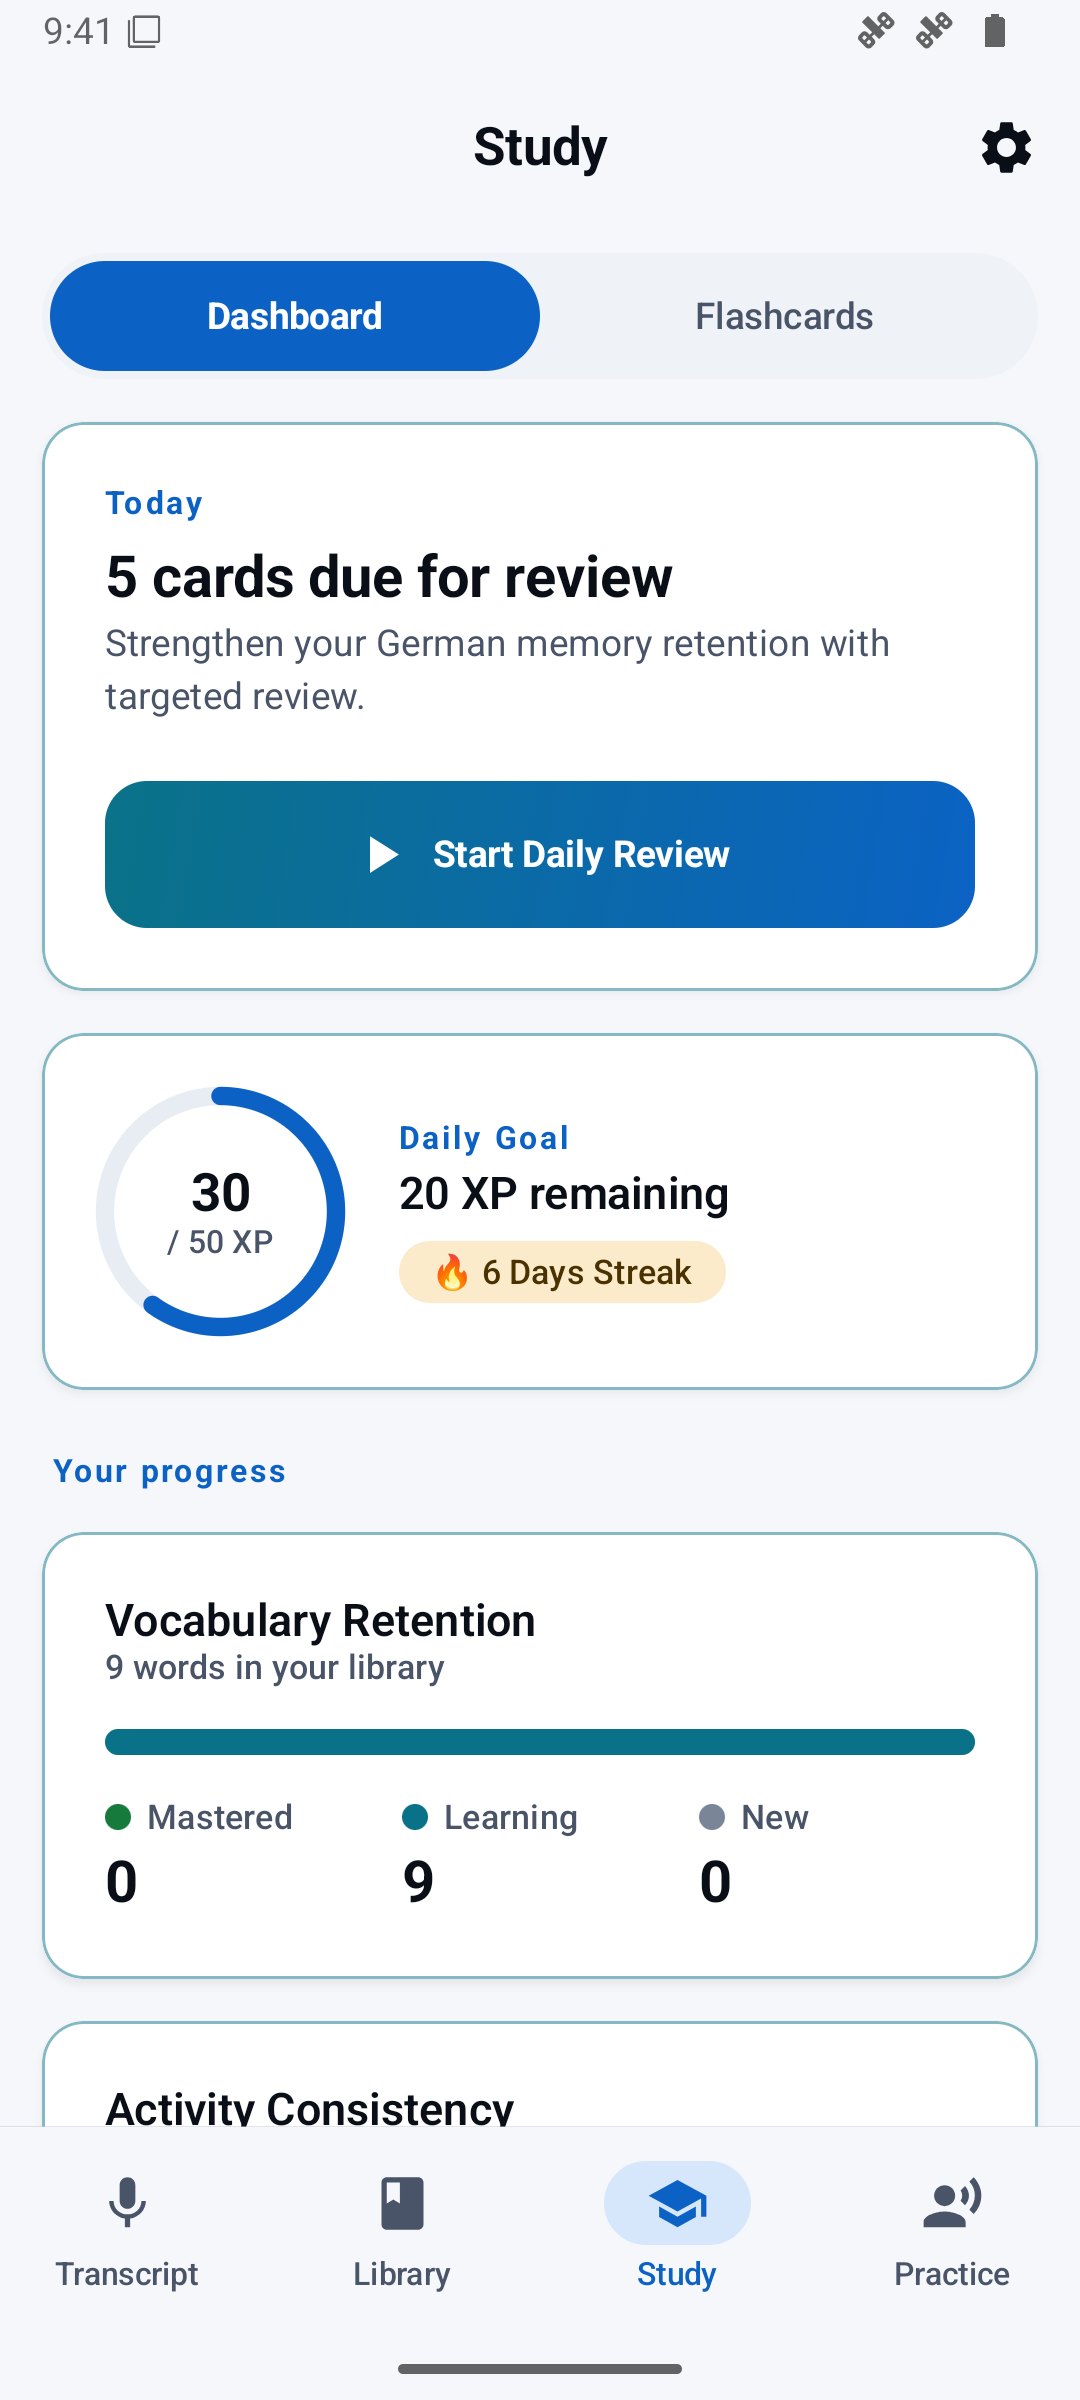 9:41
Study
Dashboard
Flashcards
Today
5 cards due for review
Strengthen your German memory retention with
targeted review.
Start Daily Review
30
/ 50 XP
Daily Goal
20 XP remaining
🔥 6 Days Streak
Your progress
Vocabulary Retention
9 words in your library
Mastered
Learning
New
0
9
0
Activity Consistency
Transcript
Library
Study
Practice